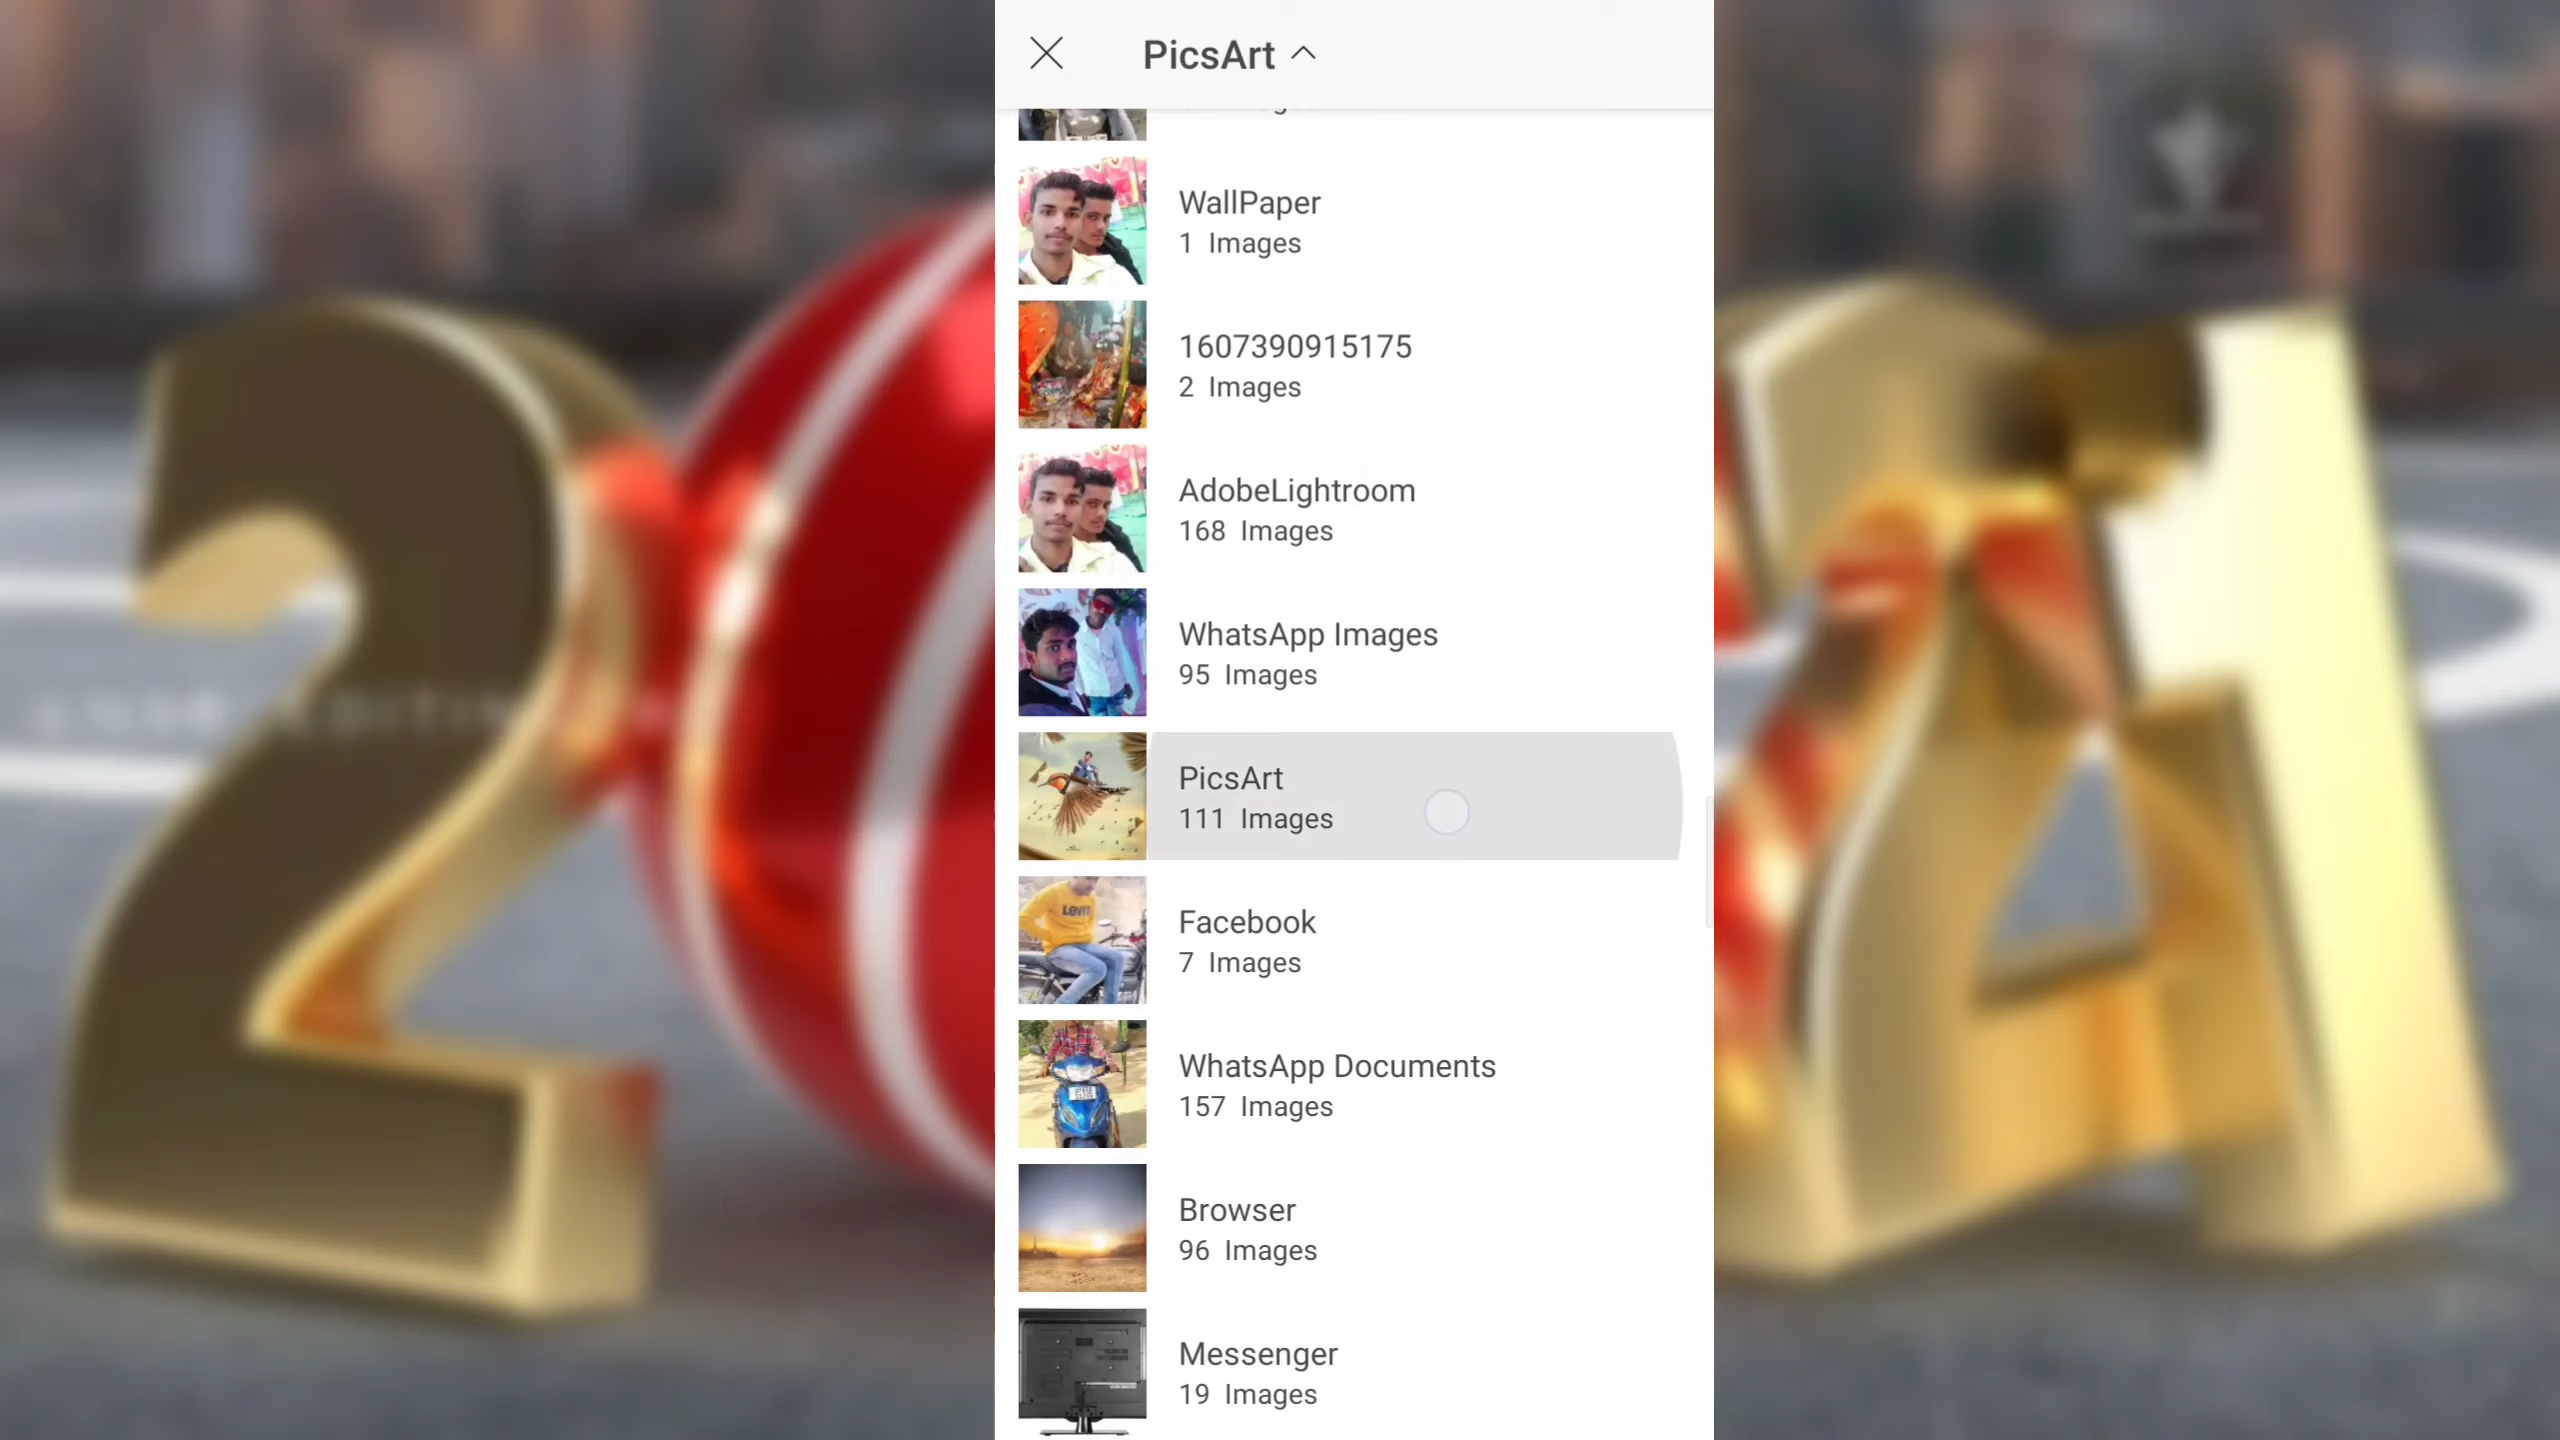 PicsArt
WallPaper
1 Images
1607390915175
2 Images
AdobeLightroom
168 Images
WhatsApp Images
95 Images
PicsArt
111 Images
Facebook
7 Images
WhatsApp Documents
157 Images
Browser
96 Images
Messenger
19 Images